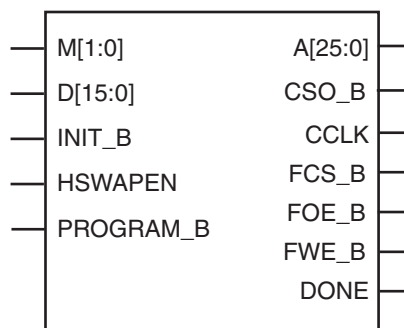 M[1:0]
D[15:0]
INIT_B
HSWAPEN
PROGRAM_B
A[25:0]
CSO_B
CCLK
FCS_B
FOE_B
FWE_B
DONE